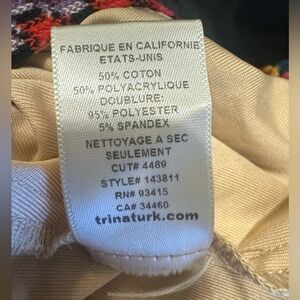 FABRIQUE EN CALIFORNIE
ETATS-UNIS
50% COTON
50% POLYACRYLIQUE
DOUBLURE:
95% POLYESTER
5% SPANDEX
NETTOYAGE A SEC
SEULEMENT
CUT# 4489
STYLE# 143811
RN# 93415
CA# 34460
trinaturk.com